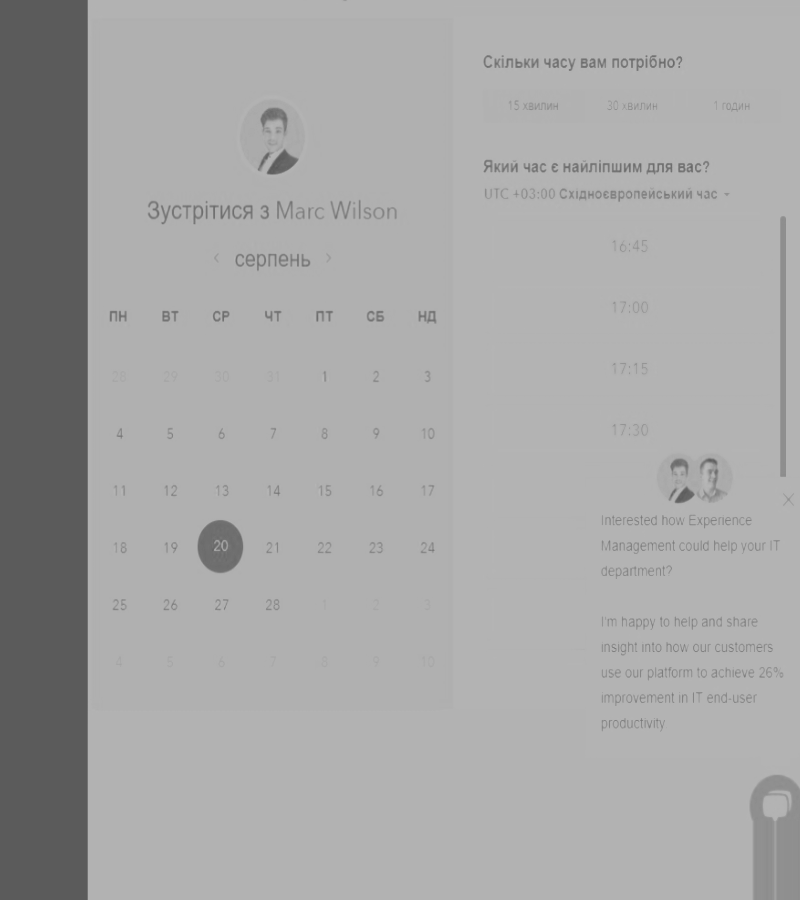 Зустрітися з Marc Wilson
‹ серпень ›
ПН ВТ СР ЧТ ПТ СБ НД
28 29 30 31 1 2 3
4 5 6 7 8 9 10
11 12 13 14 15 16 17
18 19 20 21 22 23 24
25 26 27 28 1 2 3
4 5 6 7 8 9 10
Скільки часу вам потрібно?
15 хвилин 30 хвилин 1 годин
Який час є найліпшим для вас?
UTC +03:00 Східноєвропейський час
16:45
17:00
17:15
17:30
Interested how Experience
Management could help your IT
department?
I'm happy to help and share
insight into how our customers
use our platform to achieve 26%
improvement in IT end-user
productivity